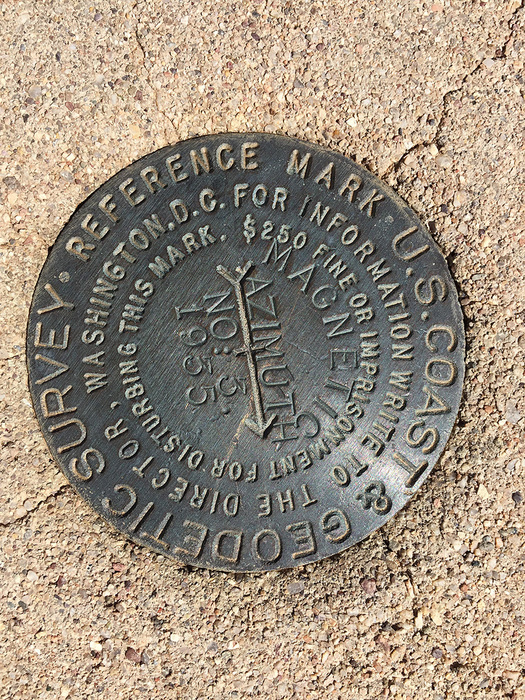 U.S. COAST & GEODETIC SURVEY · REFERENCE MARK ·
FOR INFORMATION WRITE TO THE DIRECTOR, WASHINGTON, D.C.
$250 FINE OR IMPRISONMENT FOR DISTURBING THIS MARK.
MAGNETIC
AZIMUTH
NO: 3
1955